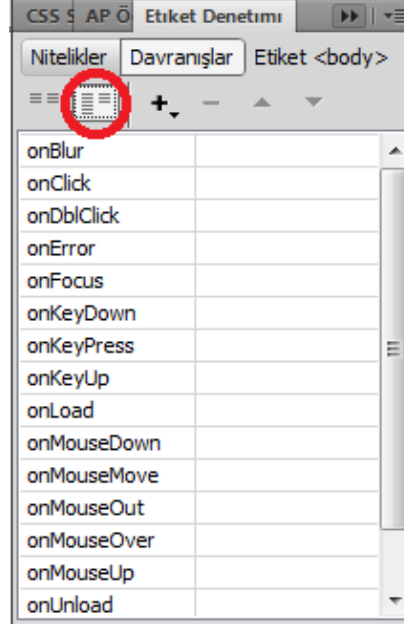 CSS S AP Ö Etiket Denetimi
Nitelikler Davranışlar Etiket <body>
onBlur
onClick
onDblClick
onError
onFocus
onKeyDown
onKeyPress
onKeyUp
onLoad
onMouseDown
onMouseMove
onMouseOut
onMouseOver
onMouseUp
onUnload